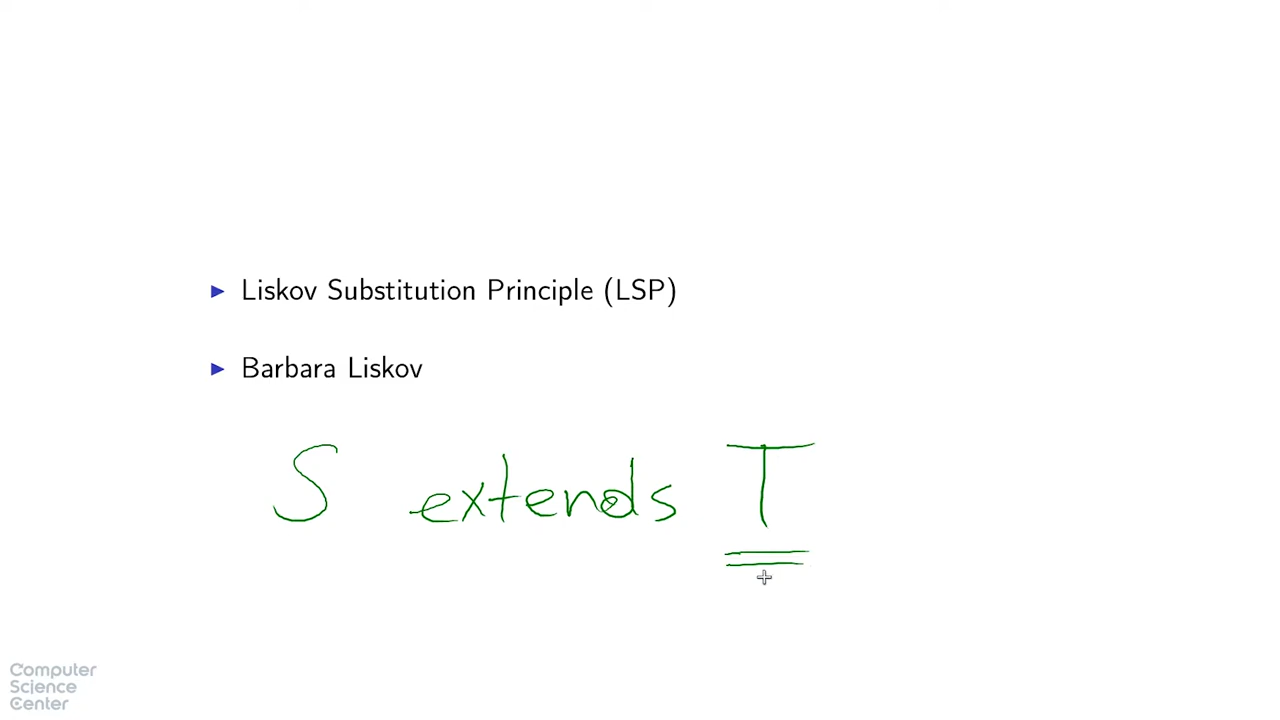 Liskov Substitution Principle (LSP)
Barbara Liskov
S extends T
Computer
Science
Center